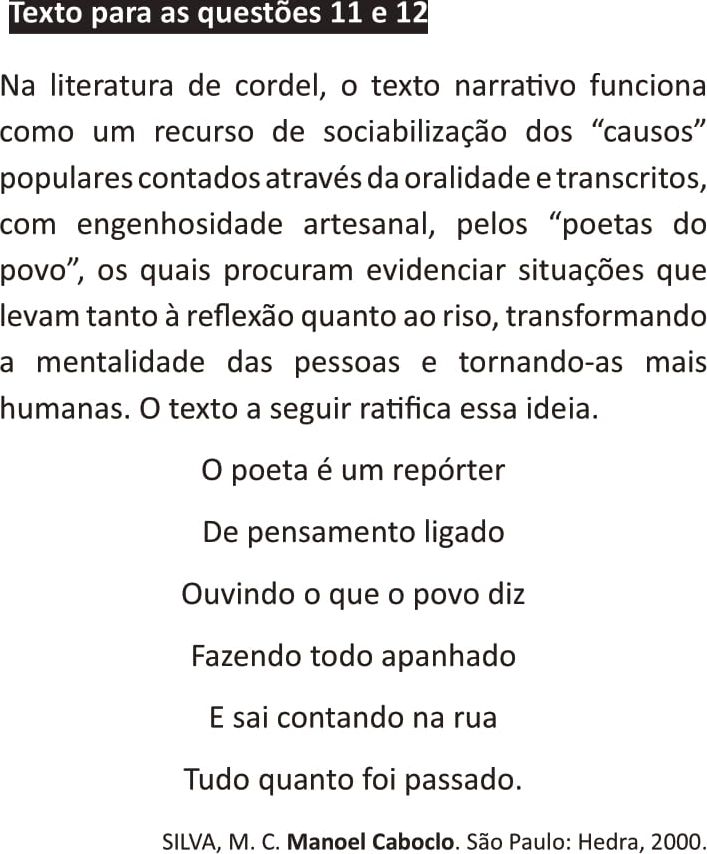 Texto para as questões 11 e 12
Na literatura de cordel, o texto narrativo funciona
como um recurso de sociabilização dos “causos”
populares contados através da oralidade e transcritos,
com engenhosidade artesanal, pelos “poetas do
povo”, os quais procuram evidenciar situações que
levam tanto à reflexão quanto ao riso, transformando
a mentalidade das pessoas e tornando-as mais
humanas. O texto a seguir ratifica essa ideia.
O poeta é um repórter
De pensamento ligado
Ouvindo o que o povo diz
Fazendo todo apanhado
E sai contando na rua
Tudo quanto foi passado.
SILVA, M. C. Manoel Caboclo. São Paulo: Hedra, 2000.